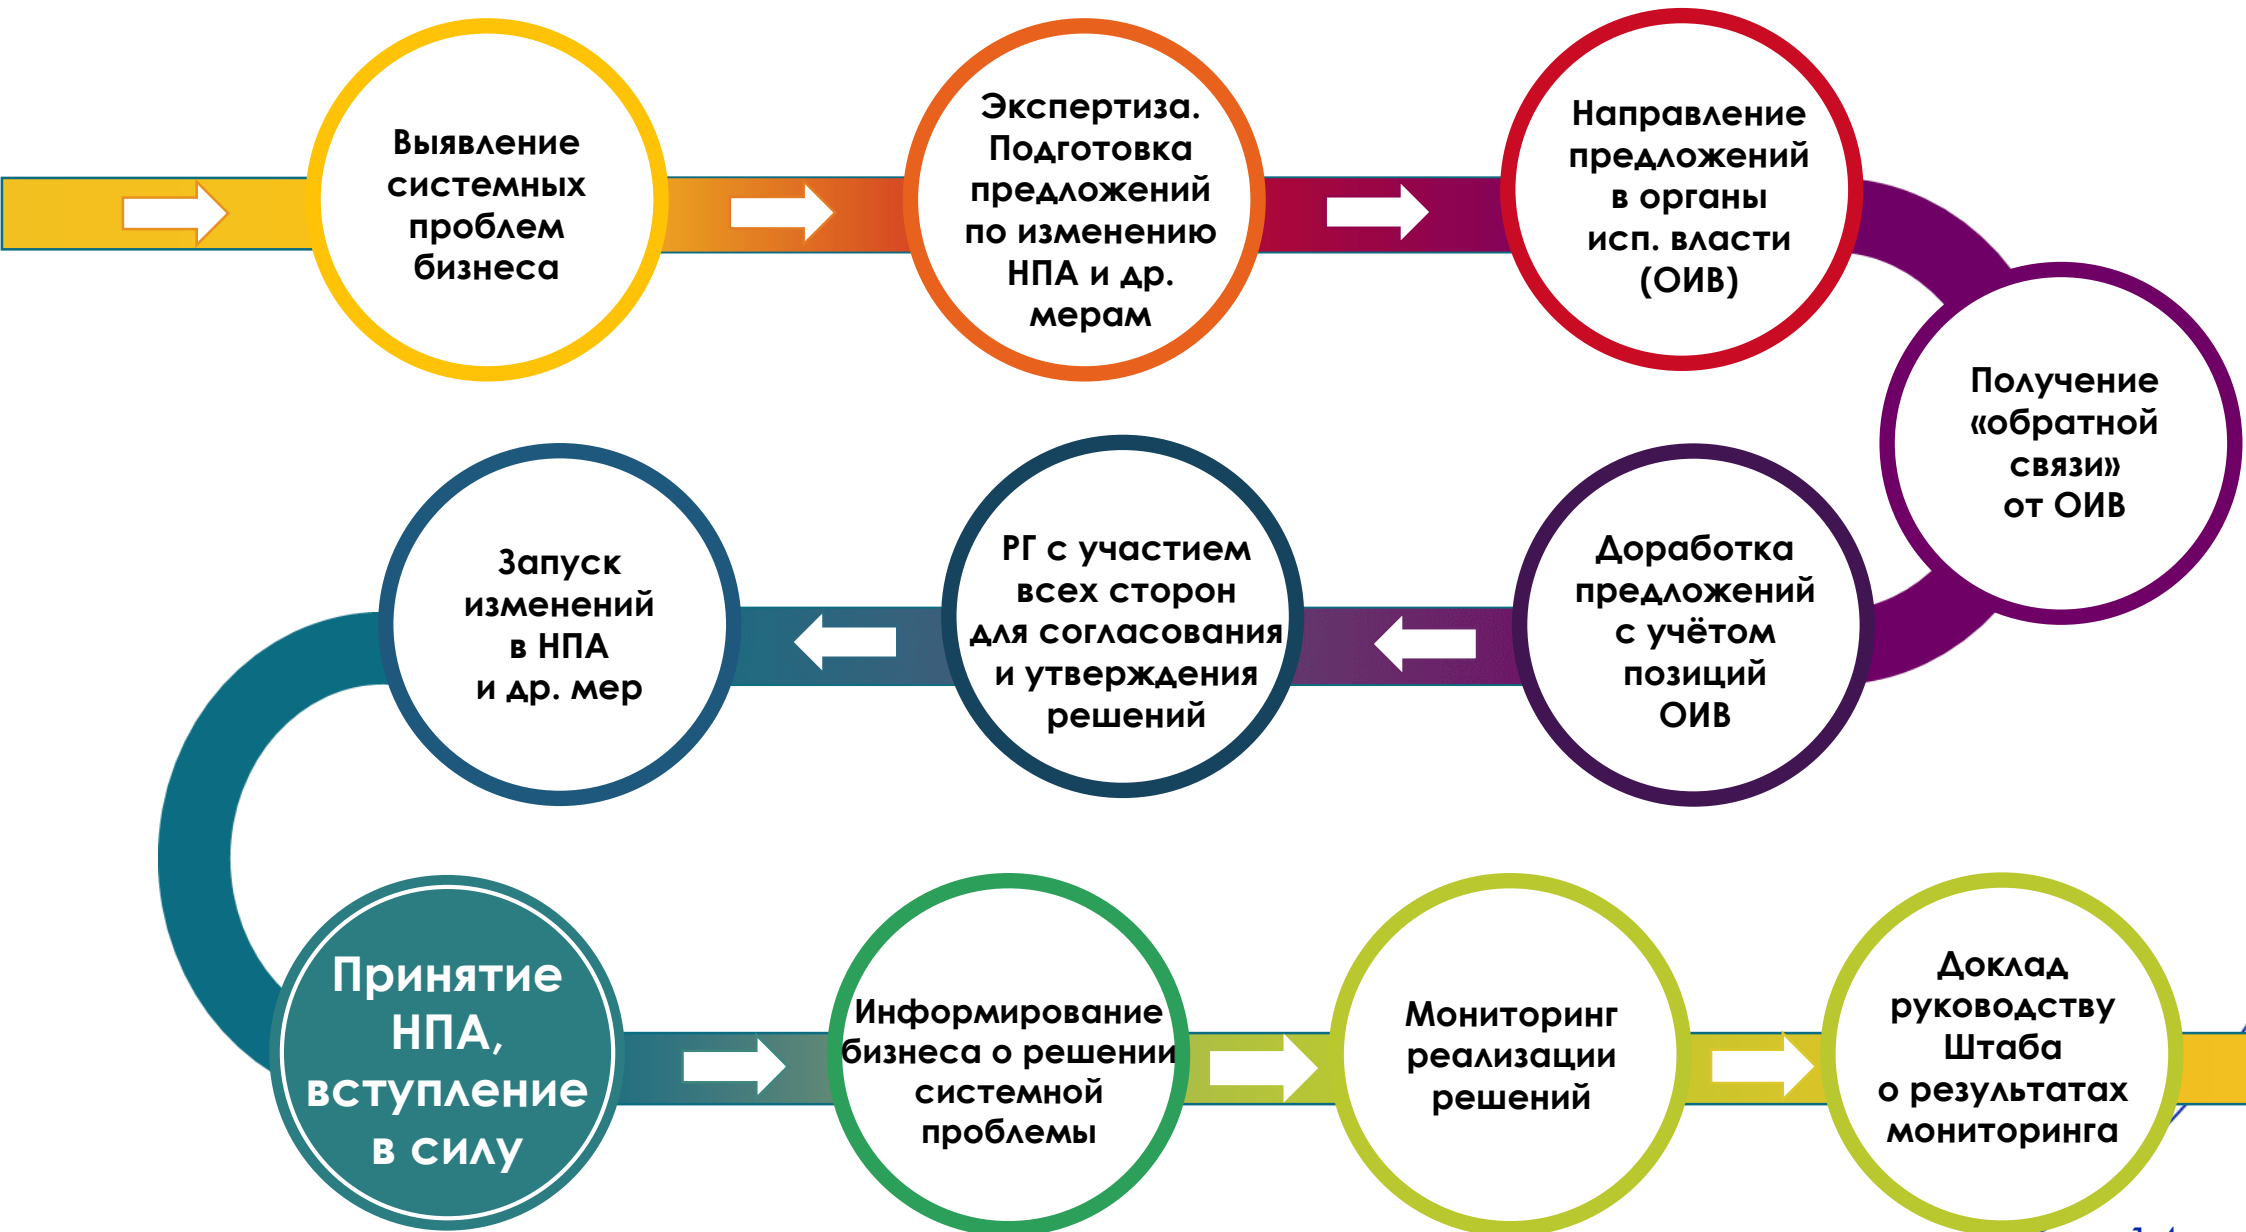 Выявление
системных
проблем
бизнеса
Экспертиза.
Подготовка
предложений
по изменению
НПА и др.
мерам
Направление
предложений
в органы
исп. власти
(ОИВ)
Получение
«обратной
связи»
от ОИВ
Доработка
предложений
с учётом
позиций
ОИВ
РГ с участием
всех сторон
для согласования
и утверждения
решений
Запуск
изменений
в НПА
и др. мер
Принятие
НПА,
вступление
в силу
Информирование
бизнеса о решении
системной
проблемы
Мониторинг
реализации
решений
Доклад
руководству
Штаба
о результатах
мониторинга